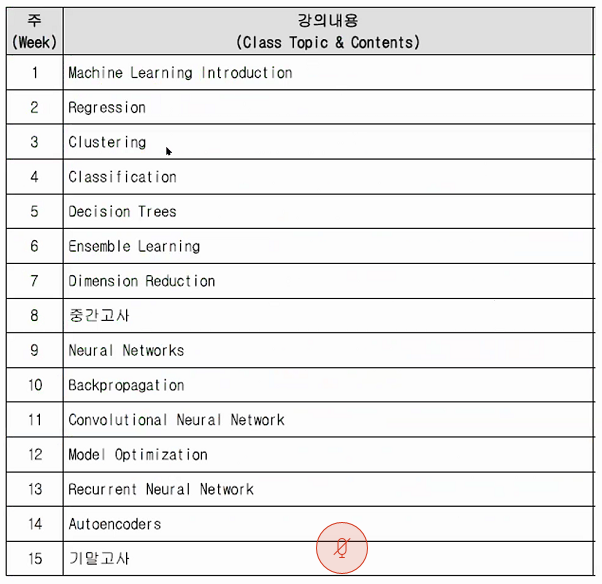 주 강의내용
(Week) (Class Topic & Contents)
1 Machine Learning Introduction
2 Regression
3 Clustering
4 Classification
5 Decision Trees
6 Ensemble Learning
7 Dimension Reduction
8 중간고사
9 Neural Networks
10 Backpropagation
11 Convolutional Neural Network
12 Model Optimization
13 Recurrent Neural Network
14 Autoencoders
15 기말고사